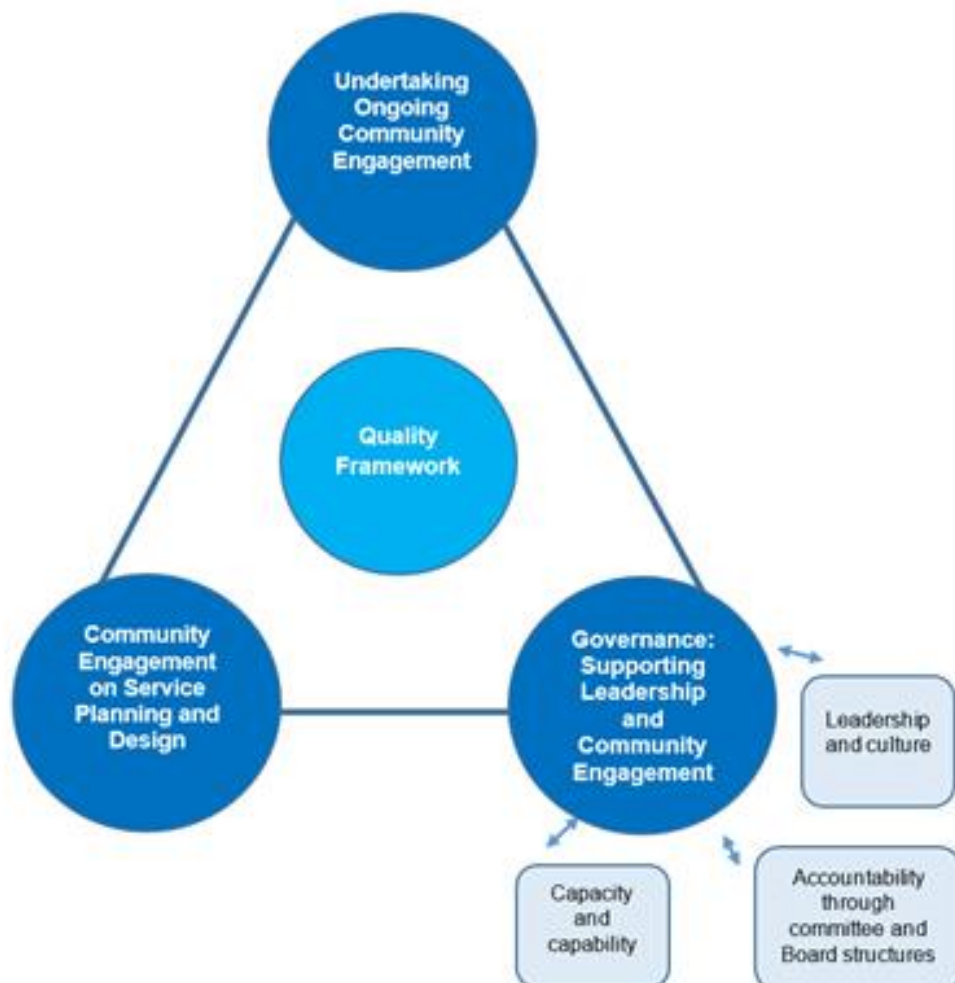 Undertaking
Ongoing
Community
Engagement
Quality
Framework
Community
Engagement
on Service
Planning and
Design
Governance:
Supporting
Leadership
and
Community
Engagement
Leadership
and culture
Capacity
and
capability
Accountability
through
committee and
Board structures